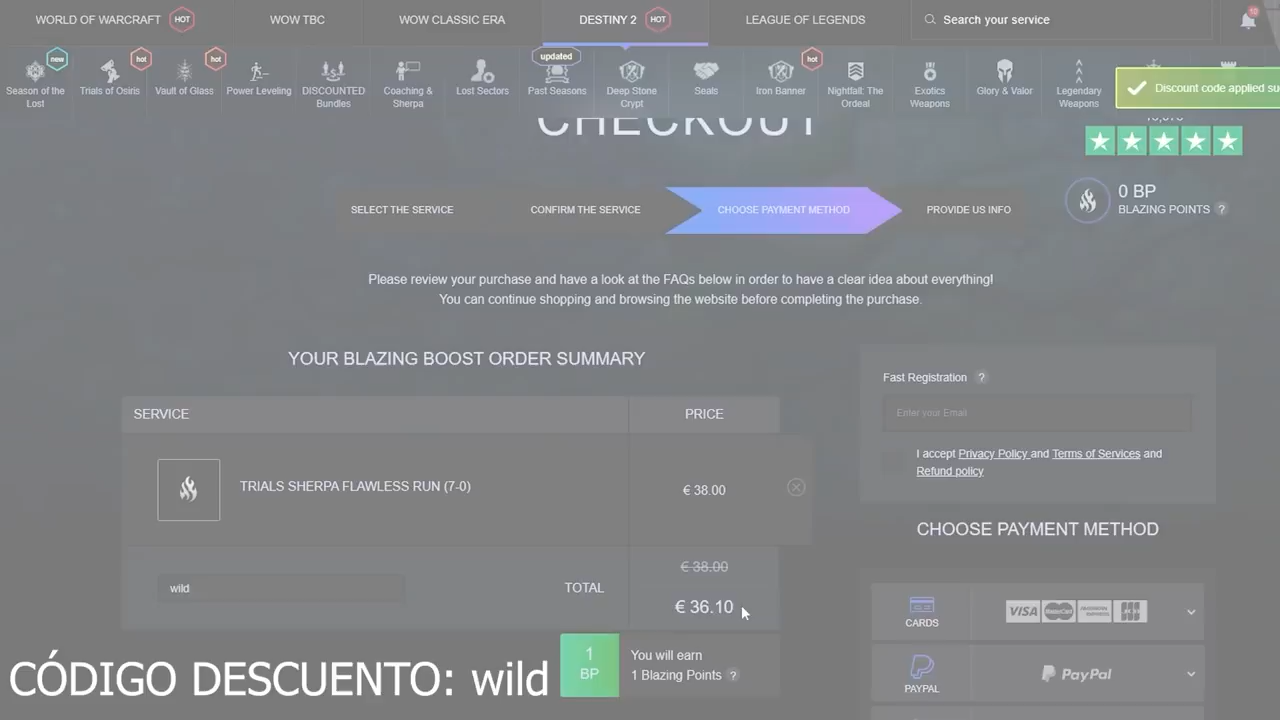 WORLD OF WARCRAFT HOT
WOW TBC
WOW CLASSIC ERA
DESTINY 2 HOT
LEAGUE OF LEGENDS
Search your service
10
new
hot
hot
updated
hot
Season of the
Lost
Trials of Osiris
Vault of Glass
Power Leveling
DISCOUNTED
Bundles
Coaching &
Sherpa
Lost Sectors
Past Seasons
Deep Stone
Crypt
Seals
Iron Banner
Nightfall: The
Ordeal
Exotics
Weapons
Glory & Valor
Legendary
Weapons
Discount code applied su
CHECKOUT
SELECT THE SERVICE
CONFIRM THE SERVICE
CHOOSE PAYMENT METHOD
PROVIDE US INFO
0 BP
BLAZING POINTS ?
Please review your purchase and have a look at the FAQs below in order to have a clear idea about everything!
You can continue shopping and browsing the website before completing the purchase.
YOUR BLAZING BOOST ORDER SUMMARY
SERVICE
PRICE
TRIALS SHERPA FLAWLESS RUN (7-0)
€ 38.00
€ 38.00
wild
TOTAL
€ 36.10
1
BP
You will earn
1 Blazing Points ?
Fast Registration ?
Enter your Email
I accept Privacy Policy and Terms of Services and
Refund policy
CHOOSE PAYMENT METHOD
CARDS
VISA
MasterCard
PAYPAL
PayPal
CÓDIGO DESCUENTO: wild